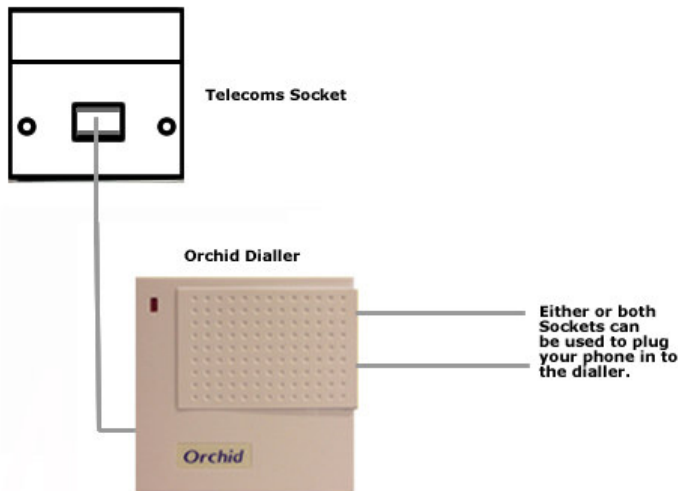 Telecoms Socket
Orchid Dialler
Either or both
Sockets can
be used to plug
your phone in to
the dialler.
Orchid